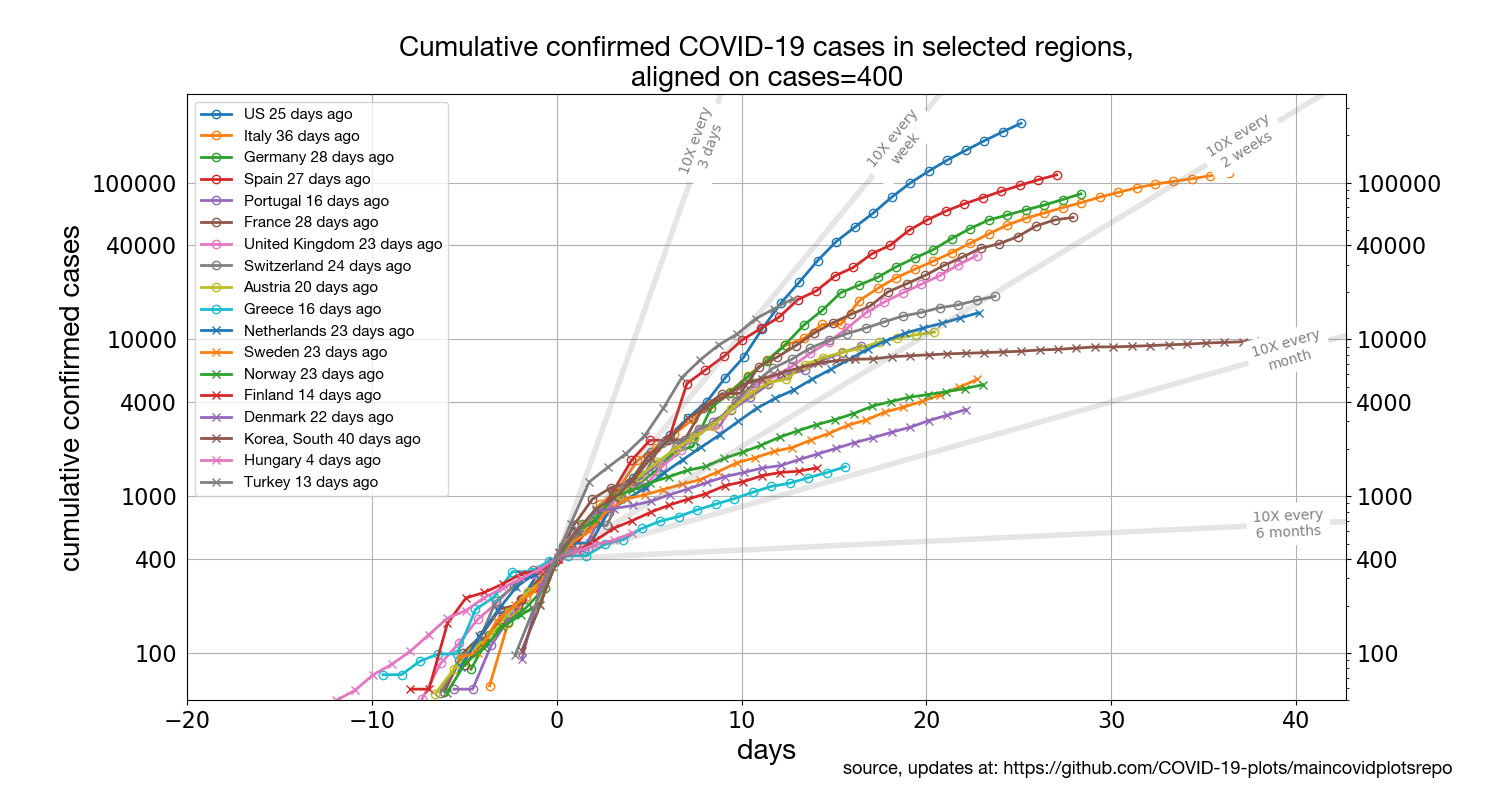 Cumulative confirmed COVID-19 cases in selected regions,
aligned on cases=400
US 25 days ago
Italy 36 days ago
Germany 28 days ago
Spain 27 days ago
Portugal 16 days ago
France 28 days ago
United Kingdom 23 days ago
Switzerland 24 days ago
Austria 20 days ago
Greece 16 days ago
Netherlands 23 days ago
Sweden 23 days ago
Norway 23 days ago
Finland 14 days ago
Denmark 22 days ago
Korea, South 40 days ago
Hungary 4 days ago
Turkey 13 days ago
10X every
3 days
10X every
week
10X every
2 weeks
10X every
month
10X every
6 months
cumulative confirmed cases
100000
40000
10000
4000
1000
400
100
100000
40000
10000
4000
1000
400
100
−20
−10
0
10
20
30
40
days
source, updates at: https://github.com/COVID-19-plots/maincovidplotsrepo